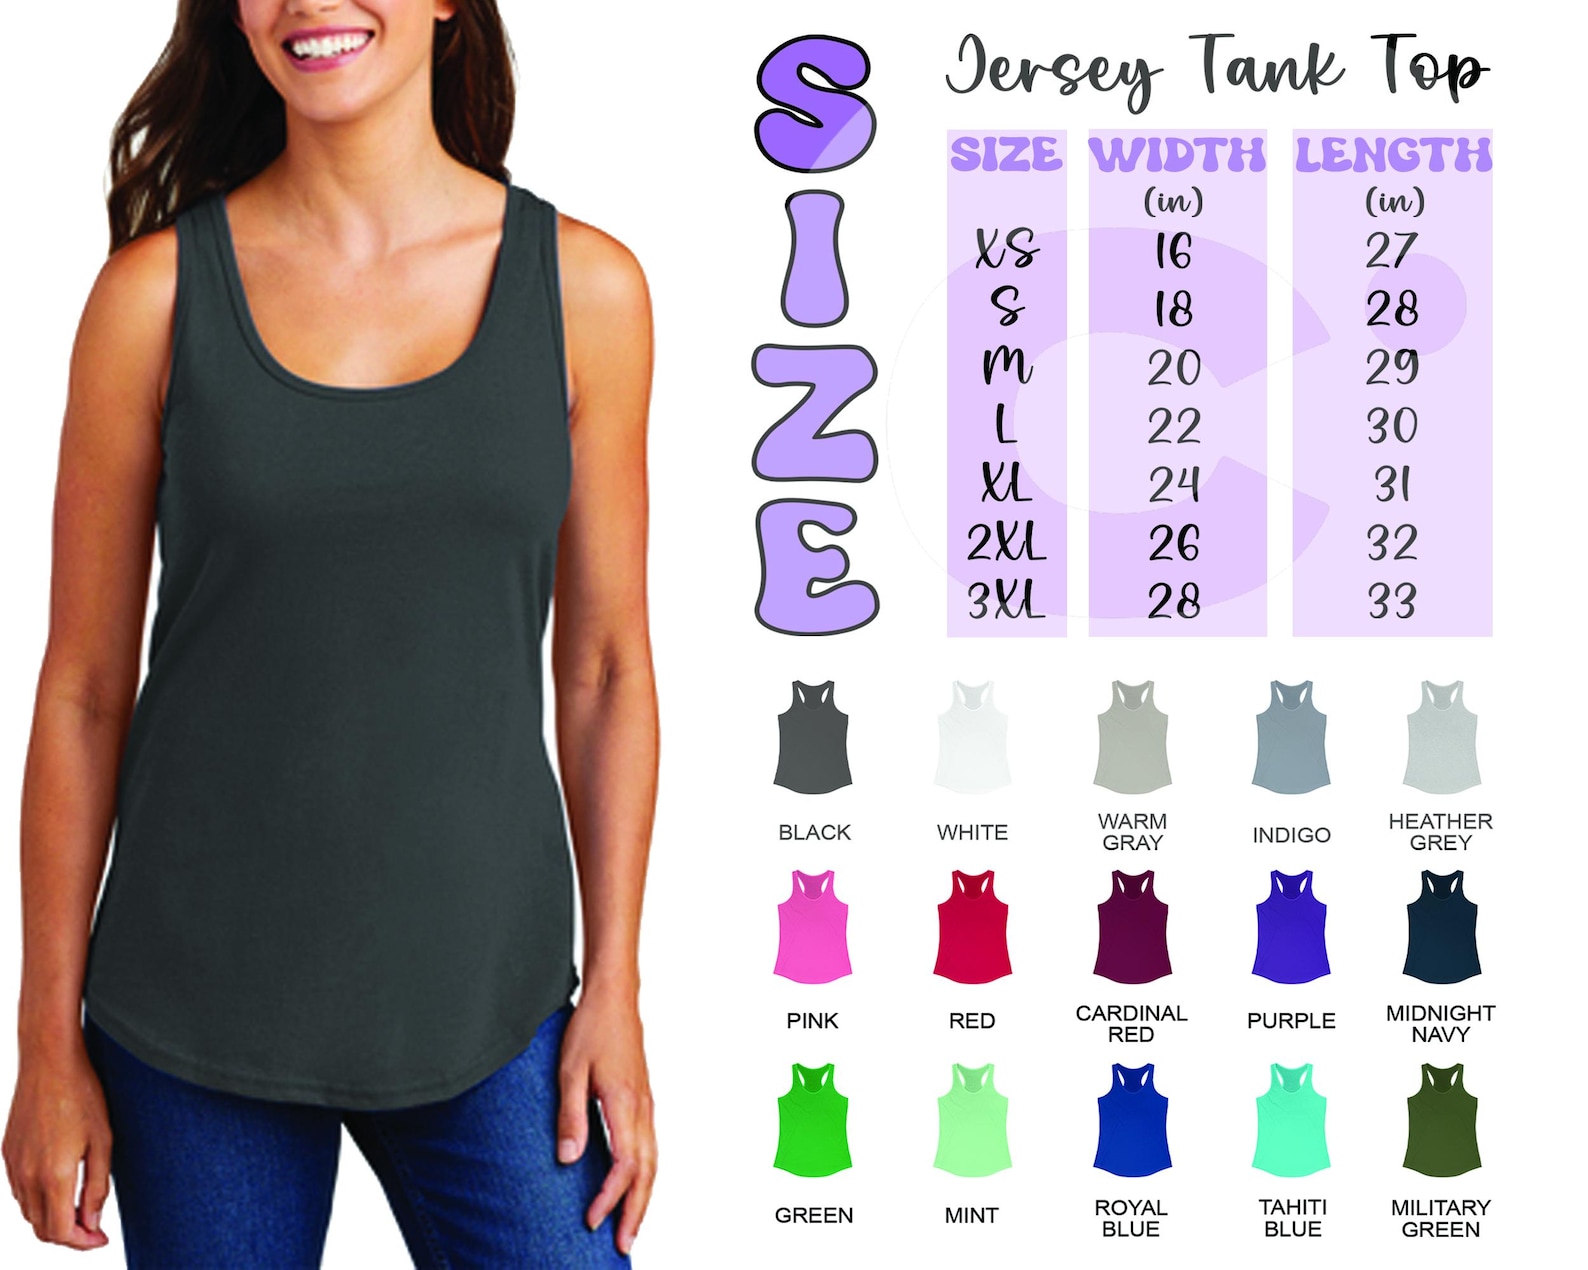 SIZE
Jersey Tank Top
SIZE WIDTH LENGTH
(in) (in)
XS 16 27
S 18 28
M 20 29
L 22 30
XL 24 31
2XL 26 32
3XL 28 33
BLACK WHITE WARM GRAY INDIGO HEATHER GREY
PINK RED CARDINAL RED PURPLE MIDNIGHT NAVY
GREEN MINT ROYAL BLUE TAHITI BLUE MILITARY GREEN